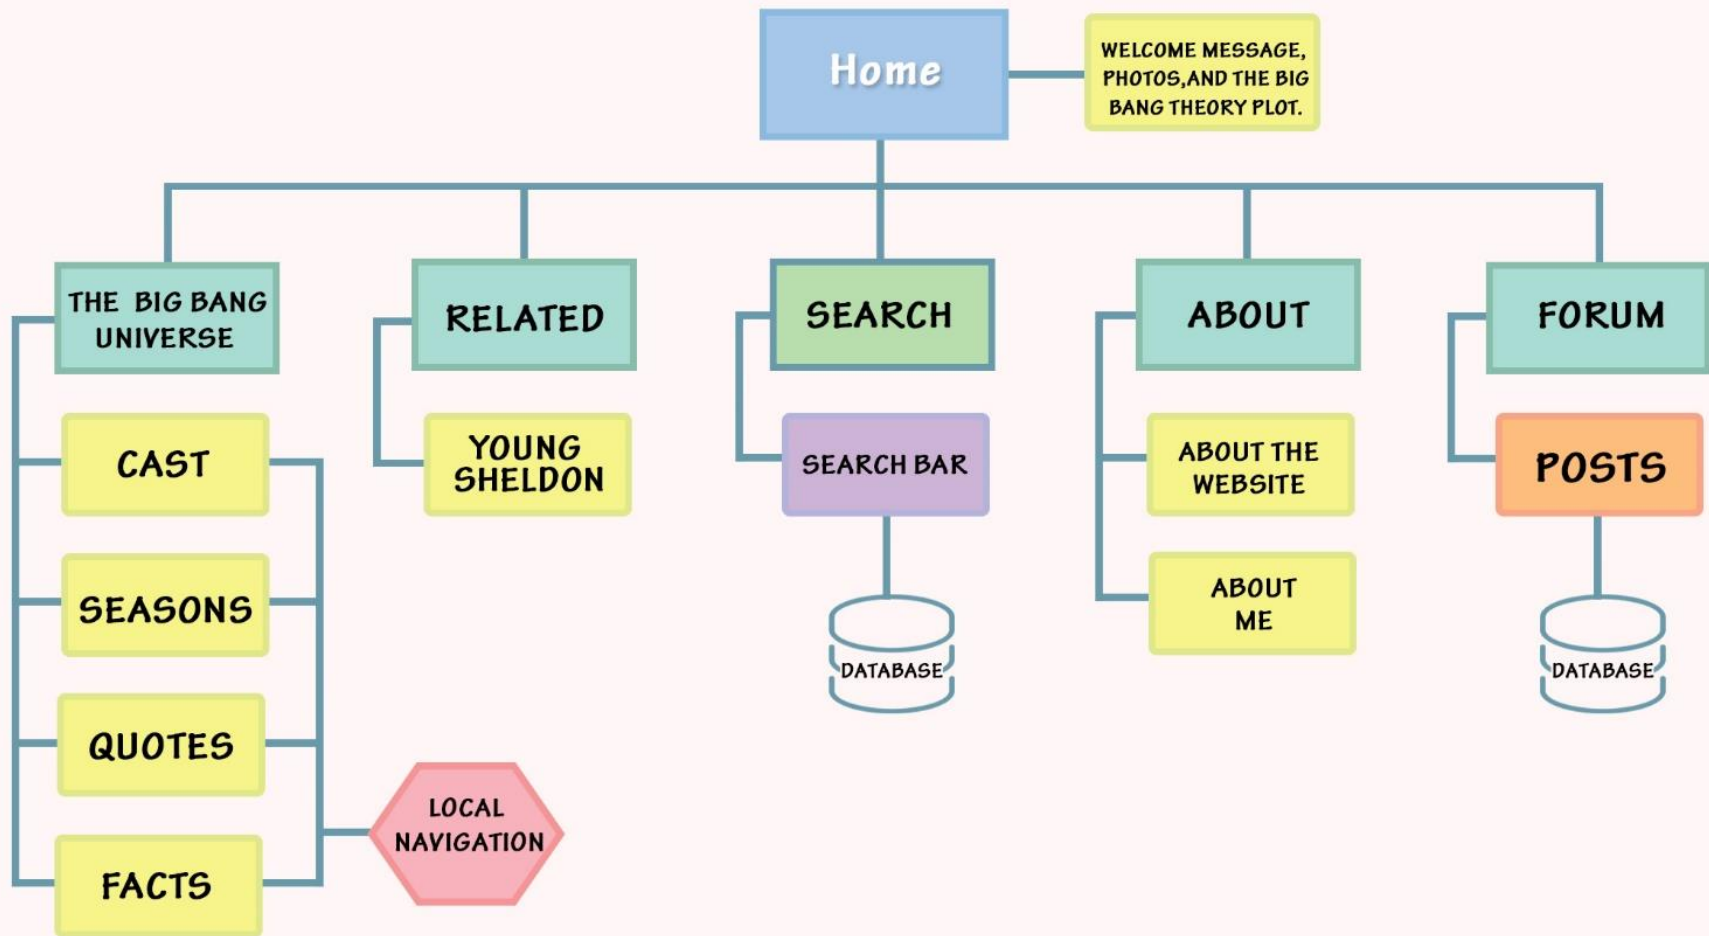 Home
WELCOME MESSAGE,
PHOTOS,AND THE BIG
BANG THEORY PLOT.
THE BIG BANG
UNIVERSE
RELATED
SEARCH
ABOUT
FORUM
CAST
YOUNG
SHELDON
SEARCH BAR
ABOUT THE
WEBSITE
POSTS
SEASONS
ABOUT
ME
DATABASE
DATABASE
QUOTES
LOCAL
NAVIGATION
FACTS